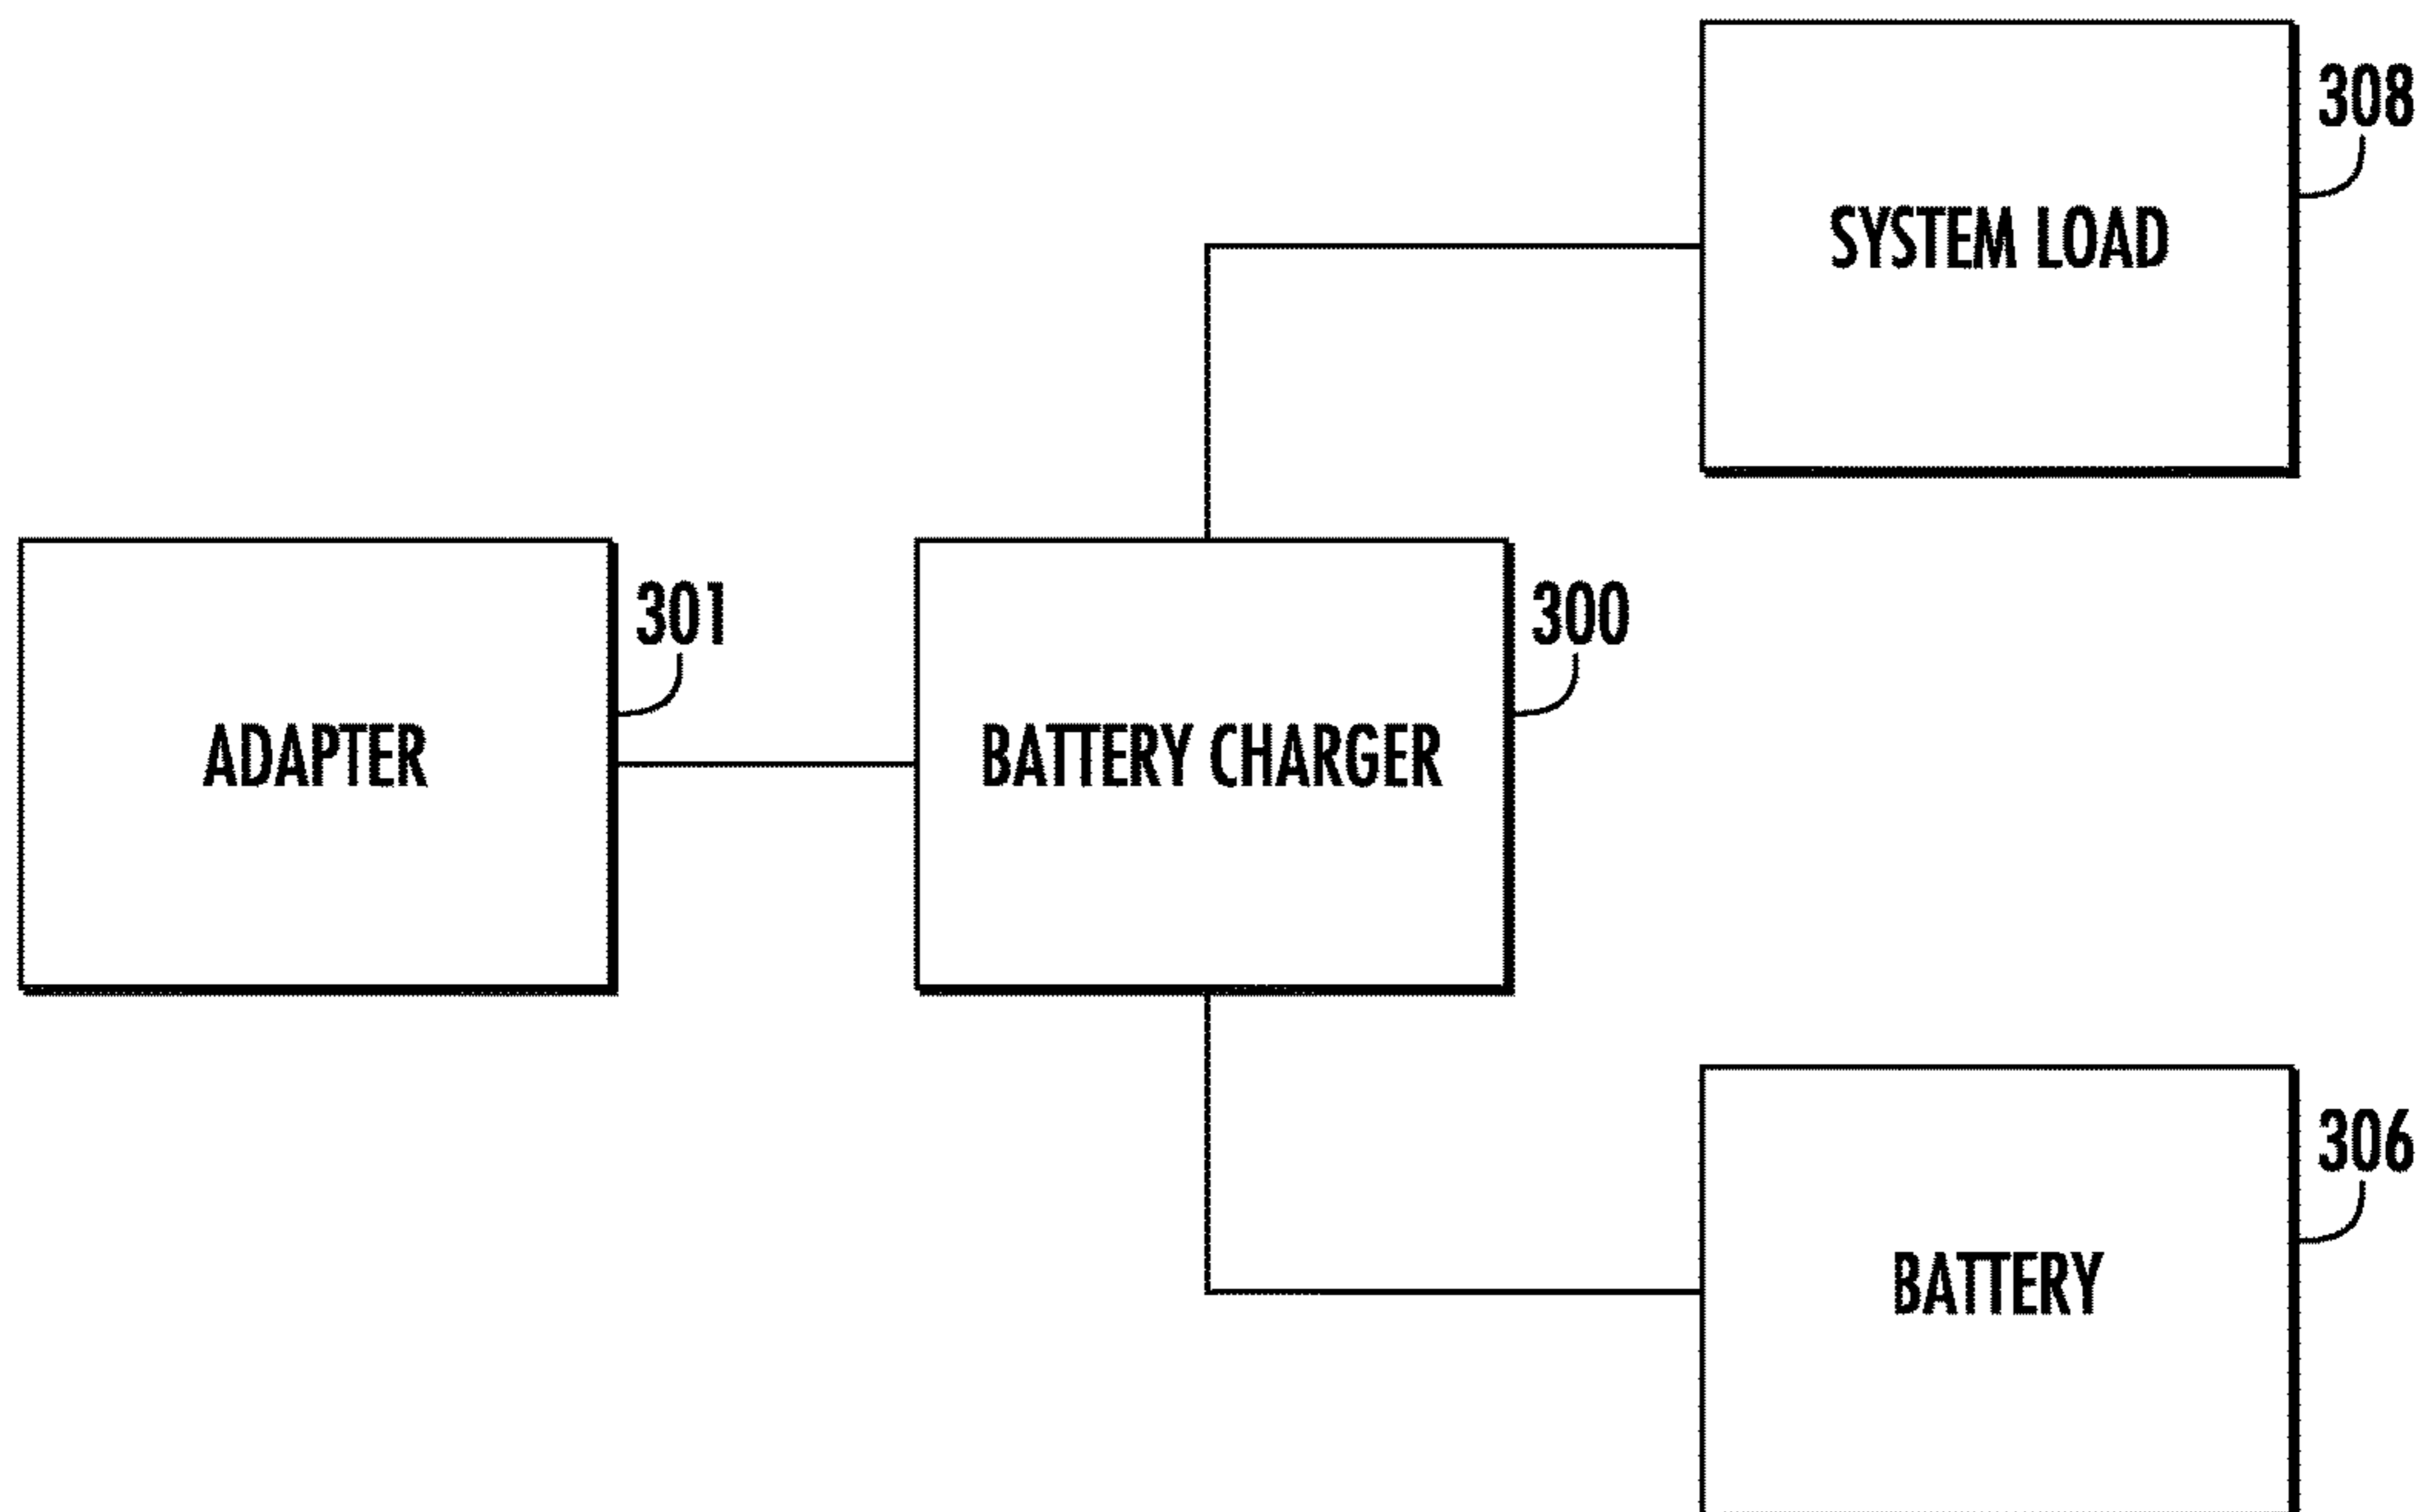 308
SYSTEM LOAD
301
300
ADAPTER
BATTERY CHARGER
306
BATTERY